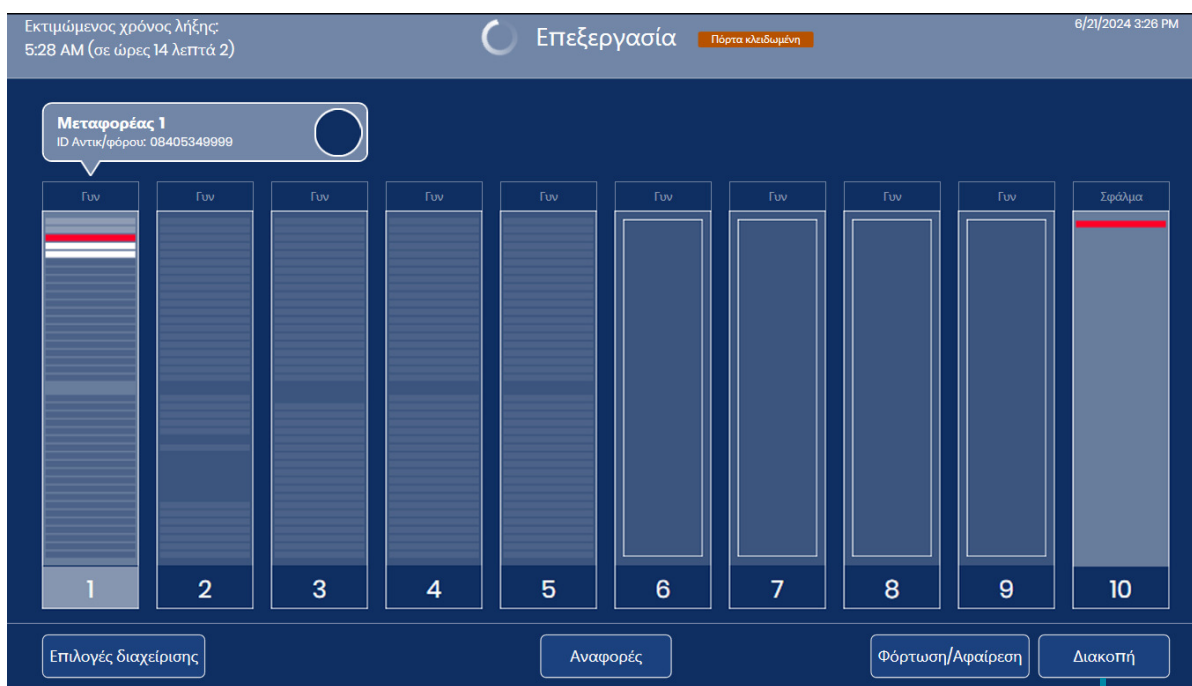 Εκτιμώμενος χρόνος λήξης:
5:28 AM (σε ώρες 14 λεπτά 2)
Επεξεργασία
Πόρτα κλειδωμένη
6/21/2024 3:26 PM
Μεταφορέας 1
ID Αντικ/φόρου: 08405349999
Γυν Γυν Γυν Γυν Γυν Γυν Γυν Γυν Γυν Σφάλμα
1 2 3 4 5 6 7 8 9 10
Επιλογές διαχείρισης Αναφορές Φόρτωση/Αφαίρεση Διακοπή